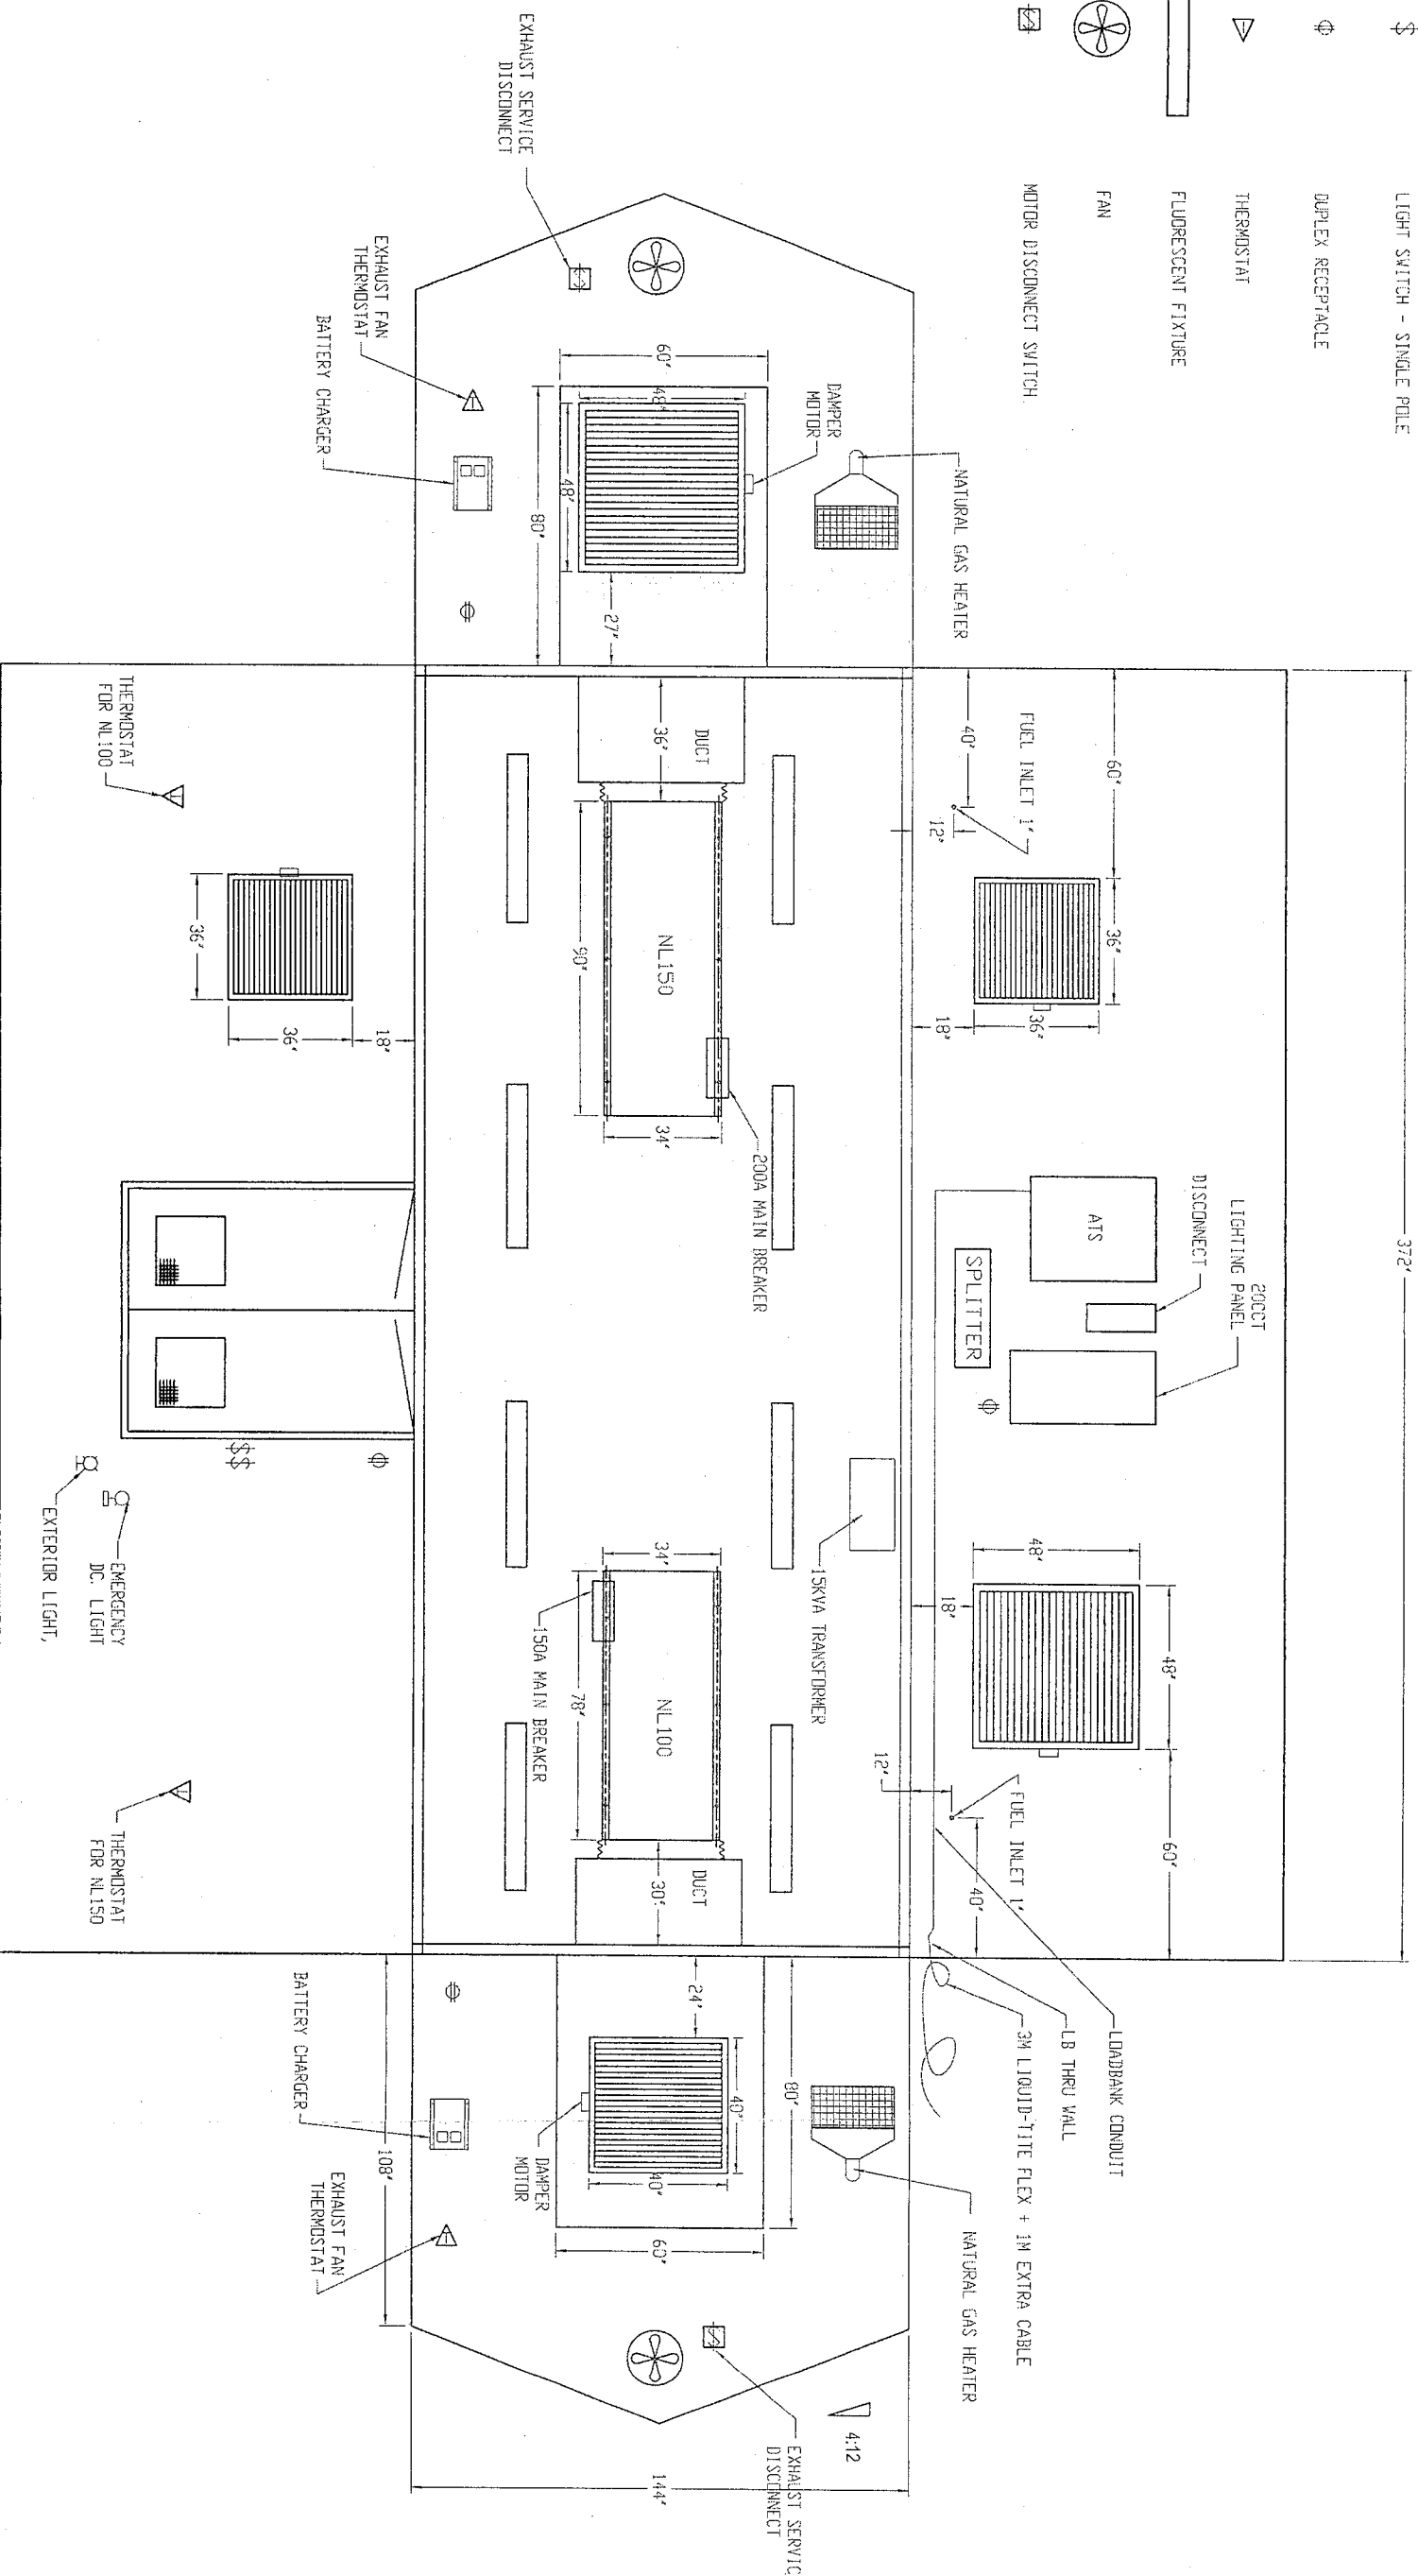 LIGHT SWITCH - SINGLE POLE
DUPLEX RECEPTACLE
THERMOSTAT
FLUORESCENT FIXTURE
FAN
MOTOR DISCONNECT SWITCH
EXHAUST SERVICE
DISCONNECT
EXHAUST FAN
THERMOSTAT
BATTERY CHARGER
60"
80"
48"
48"
27"
DAMPER
MOTOR
NATURAL GAS HEATER
372"
60"
40"
FUEL INLET 1"
12"
36"
36"
18"
ATS
DISCONNECT
20CCT
LIGHTING PANEL
SPLITTER
48"
48"
18"
60"
40"
FUEL INLET 1"
12"
LOADBANK CONDUIT
LB THRU WALL
3M LIQUID-TITE FLEX + 1M EXTRA CABLE
DUCT
36"
NL150
90"
34"
200A MAIN BREAKER
15KVA TRANSFORMER
34"
NL100
78"
150A MAIN BREAKER
DUCT
30"
THERMOSTAT
FOR NL100
36"
36"
18"
EXTERIOR LIGHT,
EMERGENCY
DC. LIGHT
THERMOSTAT
FOR NL150
24"
80"
40"
40"
60"
DAMPER
MOTOR
NATURAL GAS HEATER
BATTERY CHARGER
108"
EXHAUST FAN
THERMOSTAT
4:12
EXHAUST SERVIC
DISCONNECT
144"